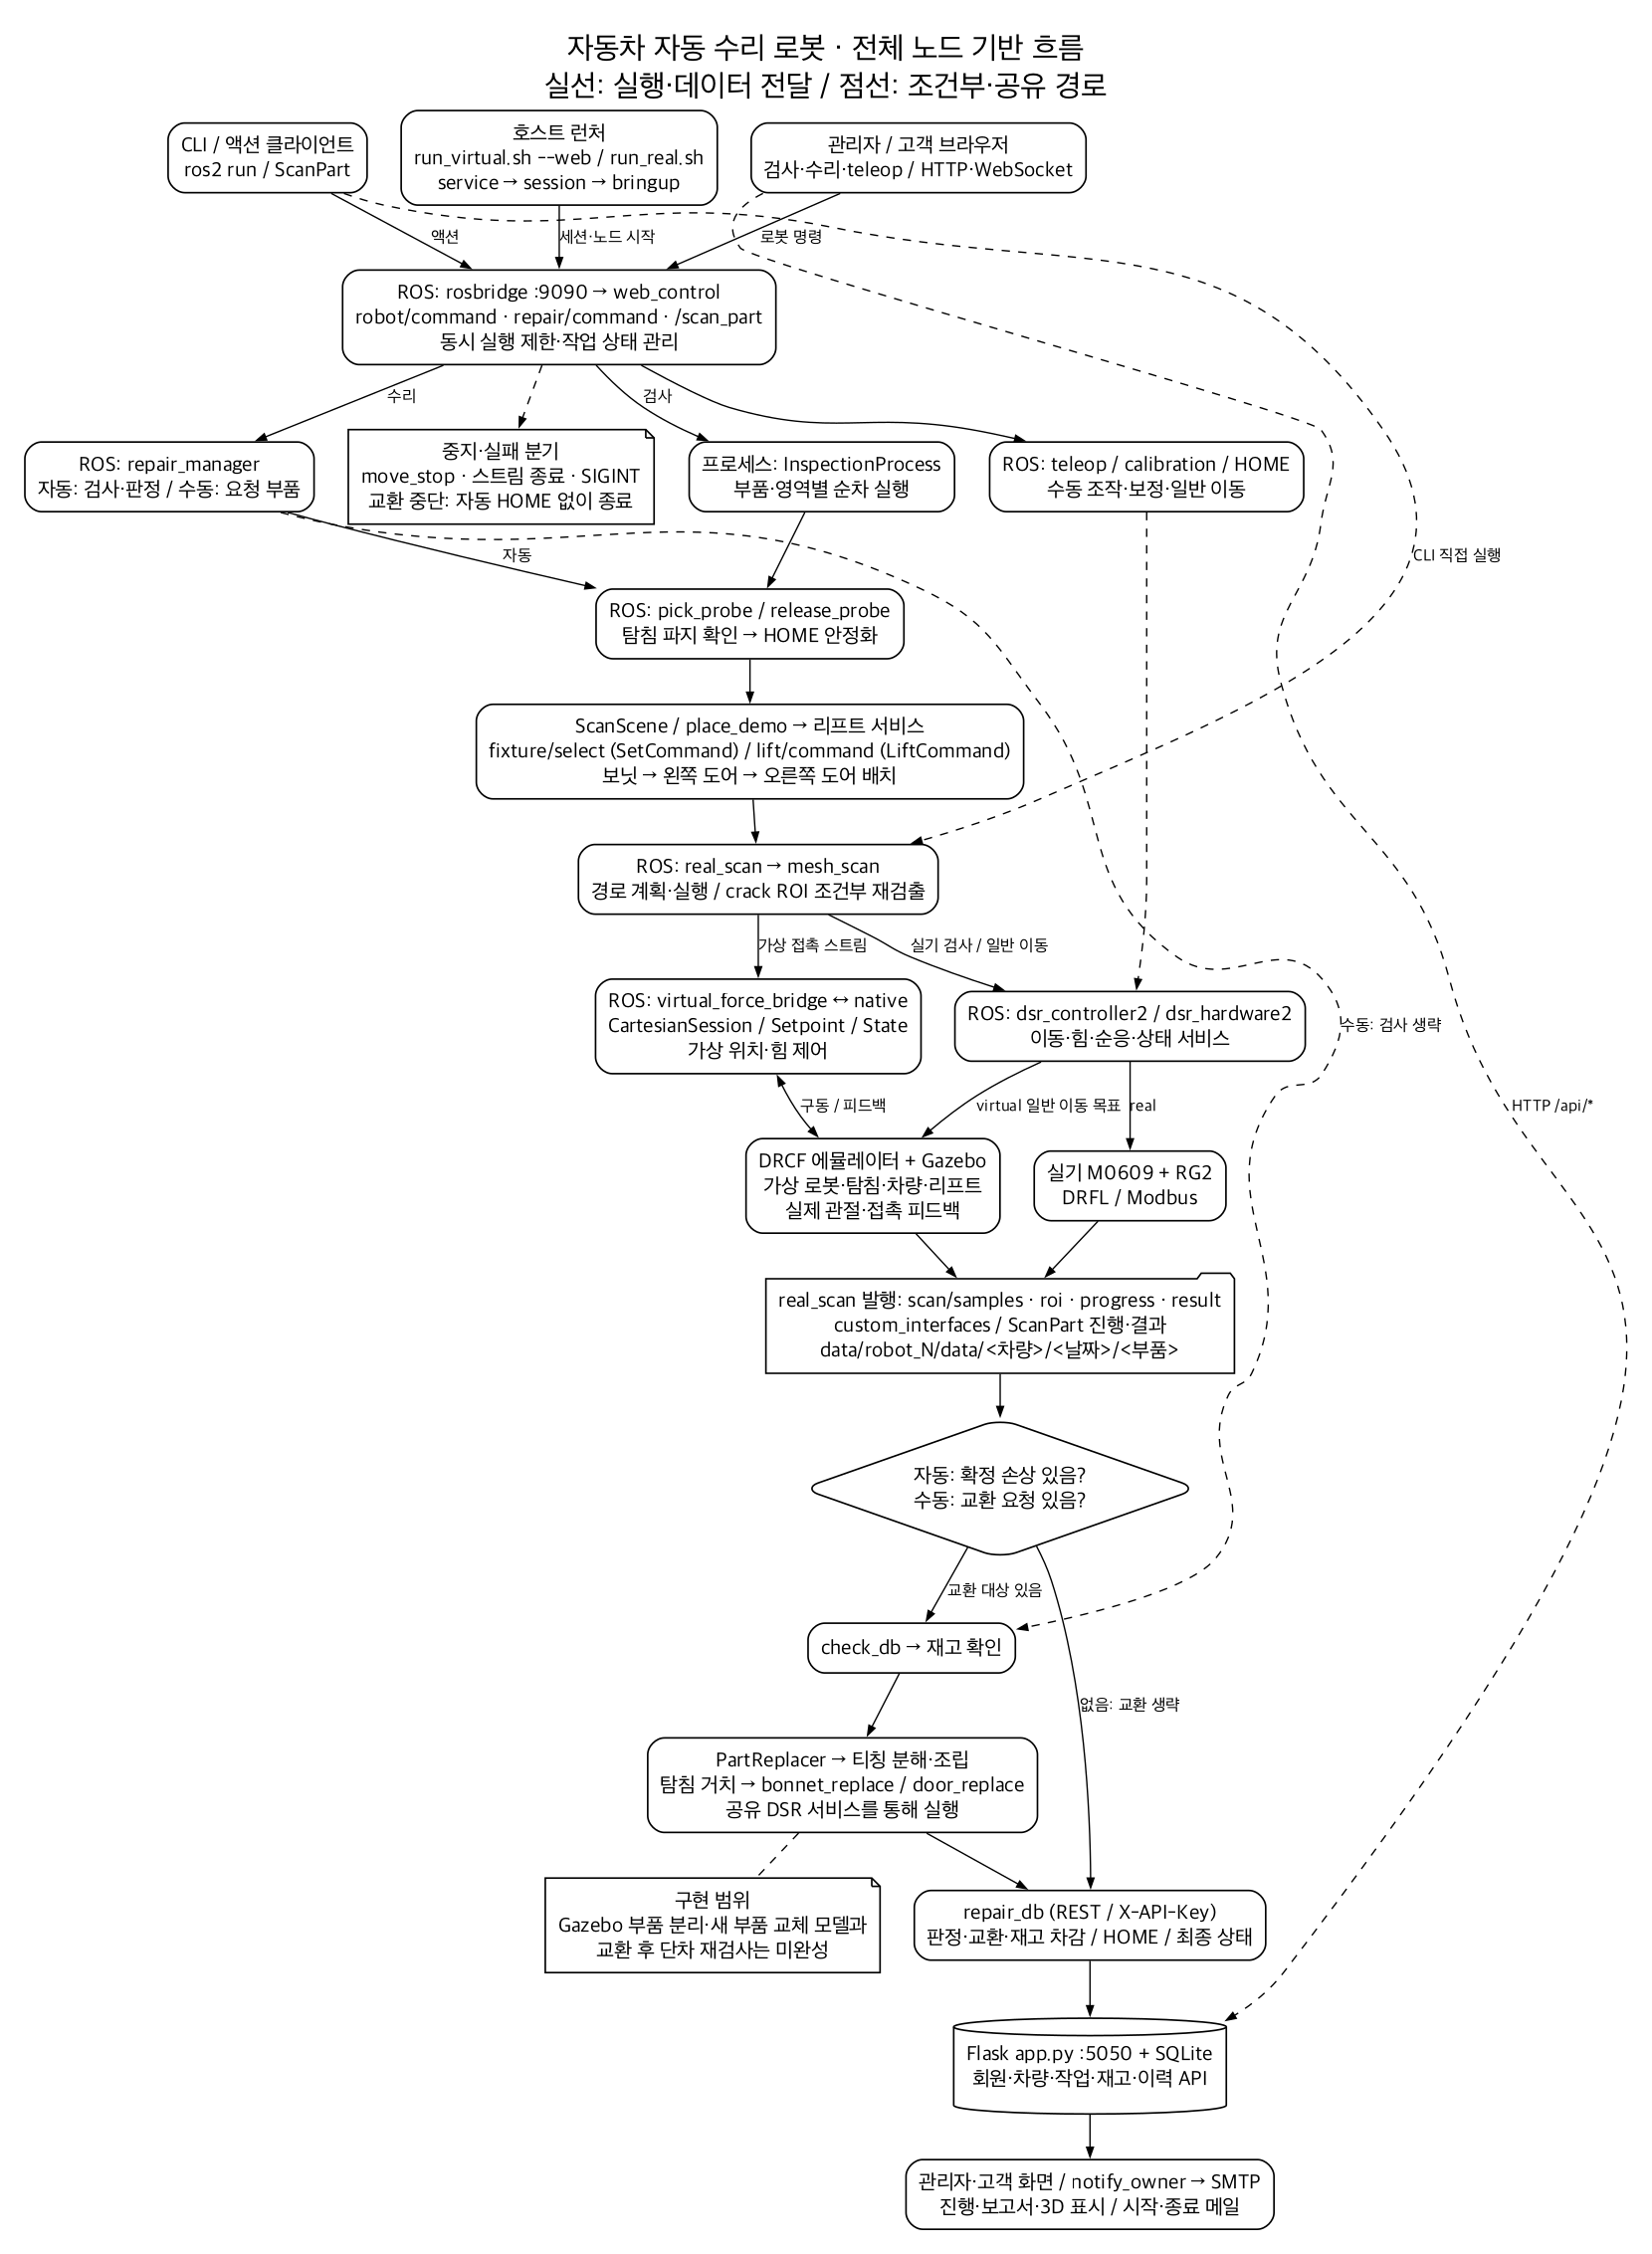 자동차 자동 수리 로봇 · 전체 노드 기반 흐름
실선: 실행·데이터 전달 / 점선: 조건부·공유 경로
CLI / 액션 클라이언트
ros2 run / ScanPart
호스트 런처
run_virtual.sh --web / run_real.sh
service → session → bringup
관리자 / 고객 브라우저
검사·수리·teleop / HTTP·WebSocket
액션
세션·노드 시작
로봇 명령
ROS: rosbridge :9090 → web_control
robot/command · repair/command · /scan_part
동시 실행 제한·작업 상태 관리
수리
검사
ROS: repair_manager
자동: 검사·판정 / 수동: 요청 부품
중지·실패 분기
move_stop · 스트림 종료 · SIGINT
교환 중단: 자동 HOME 없이 종료
프로세스: InspectionProcess
부품·영역별 순차 실행
ROS: teleop / calibration / HOME
수동 조작·보정·일반 이동
자동
CLI 직접 실행
ROS: pick_probe / release_probe
탐침 파지 확인 → HOME 안정화
ScanScene / place_demo → 리프트 서비스
fixture/select (SetCommand) / lift/command (LiftCommand)
보닛 → 왼쪽 도어 → 오른쪽 도어 배치
ROS: real_scan → mesh_scan
경로 계획·실행 / crack ROI 조건부 재검출
가상 접촉 스트림
실기 검사 / 일반 이동
ROS: virtual_force_bridge ↔ native
CartesianSession / Setpoint / State
가상 위치·힘 제어
ROS: dsr_controller2 / dsr_hardware2
이동·힘·순응·상태 서비스
수동: 검사 생략
구동 / 피드백
virtual 일반 이동 목표
real
HTTP /api/*
DRCF 에뮬레이터 + Gazebo
가상 로봇·탐침·차량·리프트
실제 관절·접촉 피드백
실기 M0609 + RG2
DRFL / Modbus
real_scan 발행: scan/samples · roi · progress · result
custom_interfaces / ScanPart 진행·결과
data/robot_N/data/<차량>/<날짜>/<부품>
자동: 확정 손상 있음?
수동: 교환 요청 있음?
교환 대상 있음
check_db → 재고 확인
없음: 교환 생략
PartReplacer → 티칭 분해·조립
탐침 거치 → bonnet_replace / door_replace
공유 DSR 서비스를 통해 실행
구현 범위
Gazebo 부품 분리·새 부품 교체 모델과
교환 후 단차 재검사는 미완성
repair_db (REST / X-API-Key)
판정·교환·재고 차감 / HOME / 최종 상태
Flask app.py :5050 + SQLite
회원·차량·작업·재고·이력 API
관리자·고객 화면 / notify_owner → SMTP
진행·보고서·3D 표시 / 시작·종료 메일